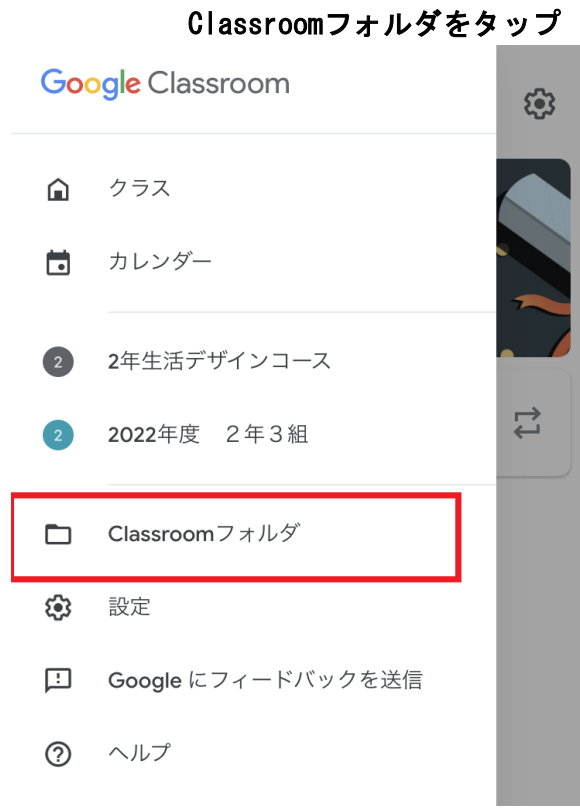 Classroomフォルダをタップ
Google Classroom
クラス
カレンダー
2 2年生活デザインコース
2 2022年度　２年３組
Classroomフォルダ
設定
Google にフィードバックを送信
ヘルプ